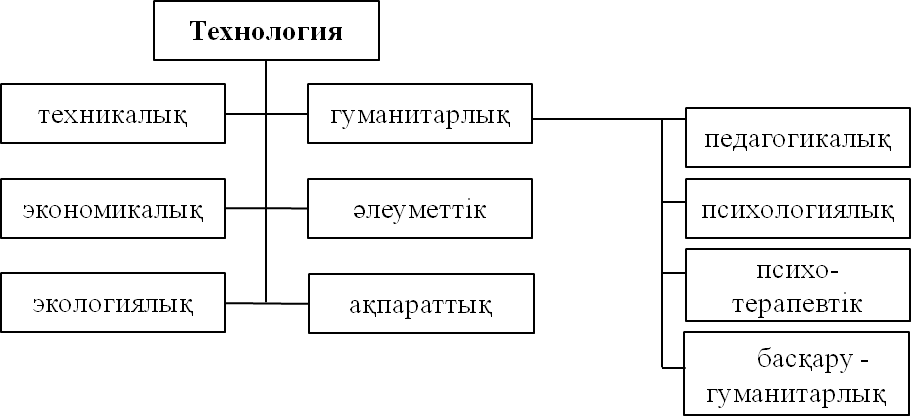 Технология
техникалық
гуманитарлық
экономикалық
әлеуметтік
экологиялық
ақпараттық
педагогикалық
психологиялық
психо-
терапевтік
басқару -
гуманитарлық